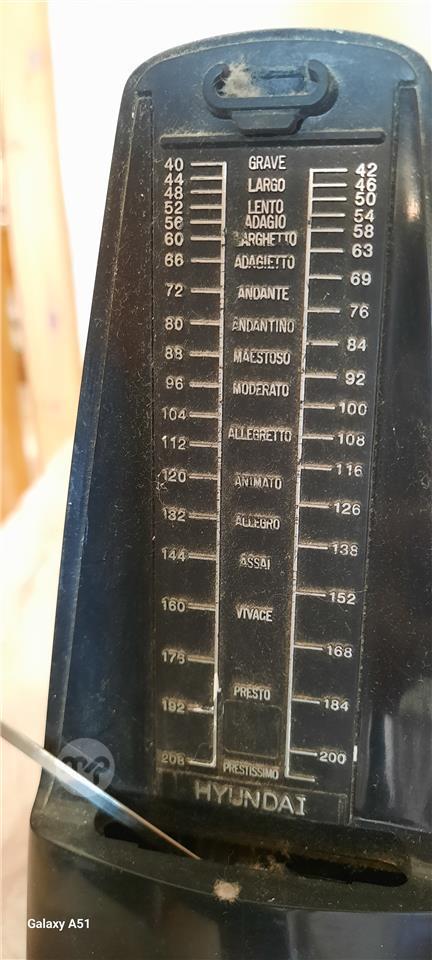 40 GRAVE 42
44 LARGO 46
48 LENTO 50
52 ADAGIO 54
56 LARGHETTO 58
60 ADAGIETTO 63
66 ANDANTE 69
72 ANDANTINO 76
80 MAESTOSO 84
88 MODERATO 92
96 ALLEGRETTO 100
104 ANIMATO 108
112 ALLEGRO 116
120 ASSAI 126
132 VIVACE 138
144 PRESTO 152
160 168
176 184
192 200
208 PRESTISSIMO
HYUNDAI
Galaxy A51